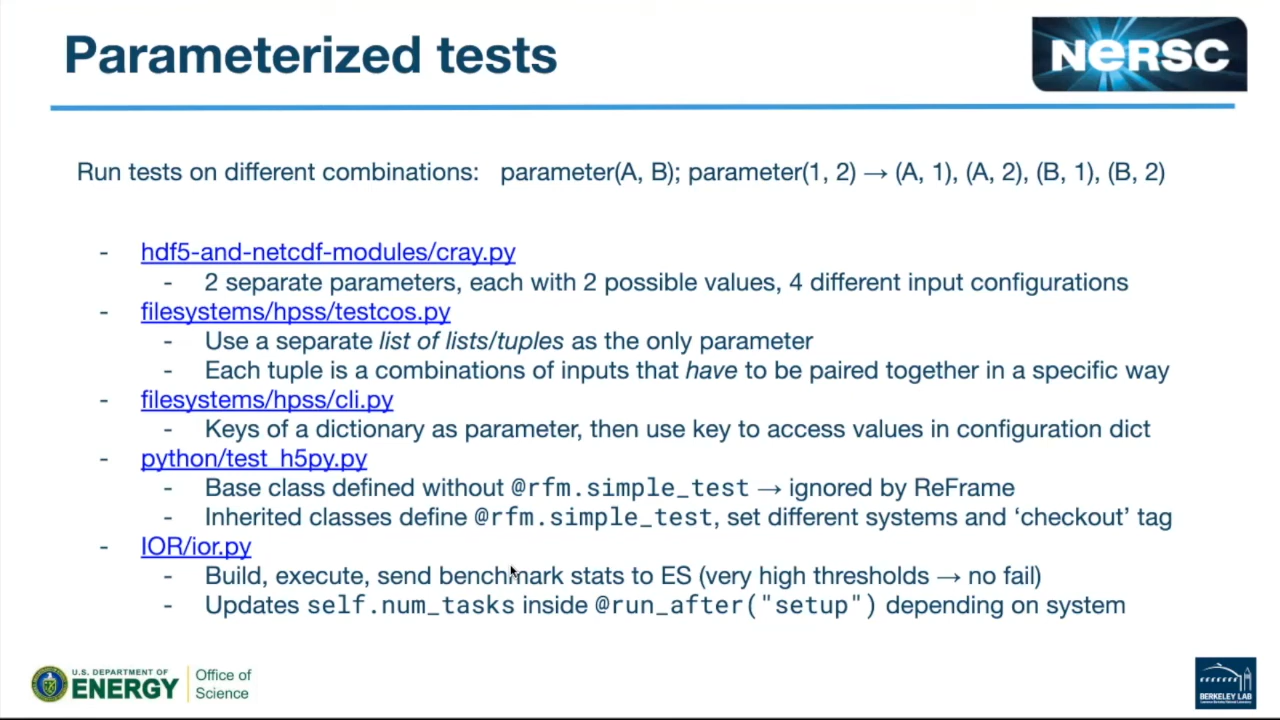 Parameterized tests
NERSC
Run tests on different combinations: parameter(A, B); parameter(1, 2) → (A, 1), (A, 2), (B, 1), (B, 2)
- hdf5-and-netcdf-modules/cray.py
- 2 separate parameters, each with 2 possible values, 4 different input configurations
- filesystems/hpss/testcos.py
- Use a separate list of lists/tuples as the only parameter
- Each tuple is a combinations of inputs that have to be paired together in a specific way
- filesystems/hpss/cli.py
- Keys of a dictionary as parameter, then use key to access values in configuration dict
- python/test_h5py.py
- Base class defined without @rfm.simple_test → ignored by ReFrame
- Inherited classes define @rfm.simple_test, set different systems and ‘checkout’ tag
- IOR/ior.py
- Build, execute, send benchmark stats to ES (very high thresholds → no fail)
- Updates self.num_tasks inside @run_after("setup") depending on system
U.S. DEPARTMENT OF
ENERGY
Office of
Science
BERKELEY LAB